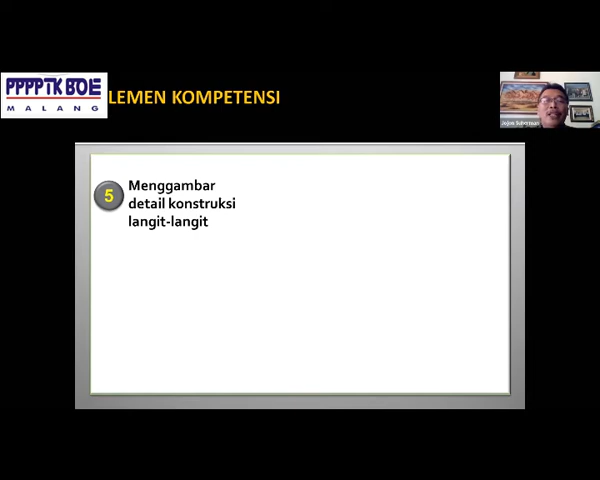 PPPPTK BOE
MALANG
LEMEN KOMPETENSI
5
Menggambar
detail konstruksi
langit-langit